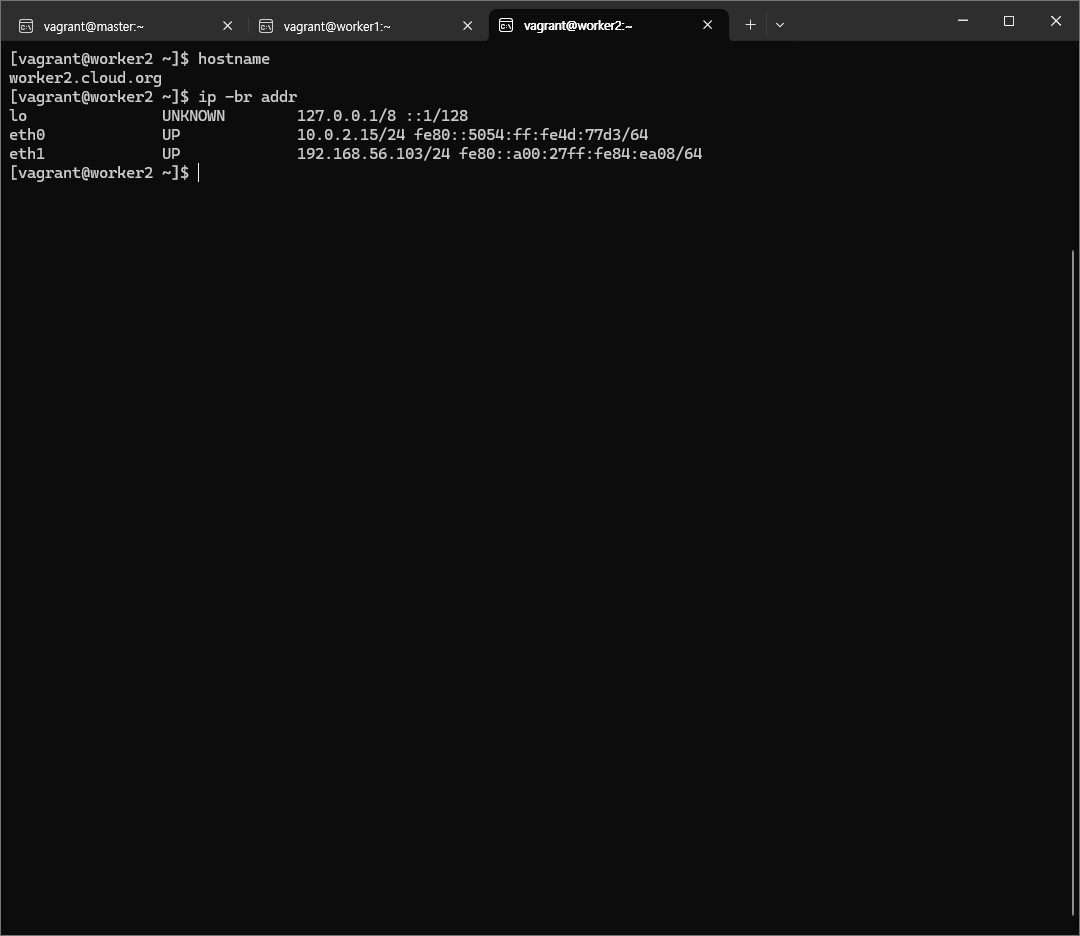 vagrant@master:~ vagrant@worker1:~ vagrant@worker2:~
[vagrant@worker2 ~]$ hostname
worker2.cloud.org
[vagrant@worker2 ~]$ ip -br addr
lo               UNKNOWN        127.0.0.1/8 ::1/128
eth0             UP             10.0.2.15/24 fe80::5054:ff:fe4d:77d3/64
eth1             UP             192.168.56.103/24 fe80::a00:27ff:fe84:ea08/64
[vagrant@worker2 ~]$